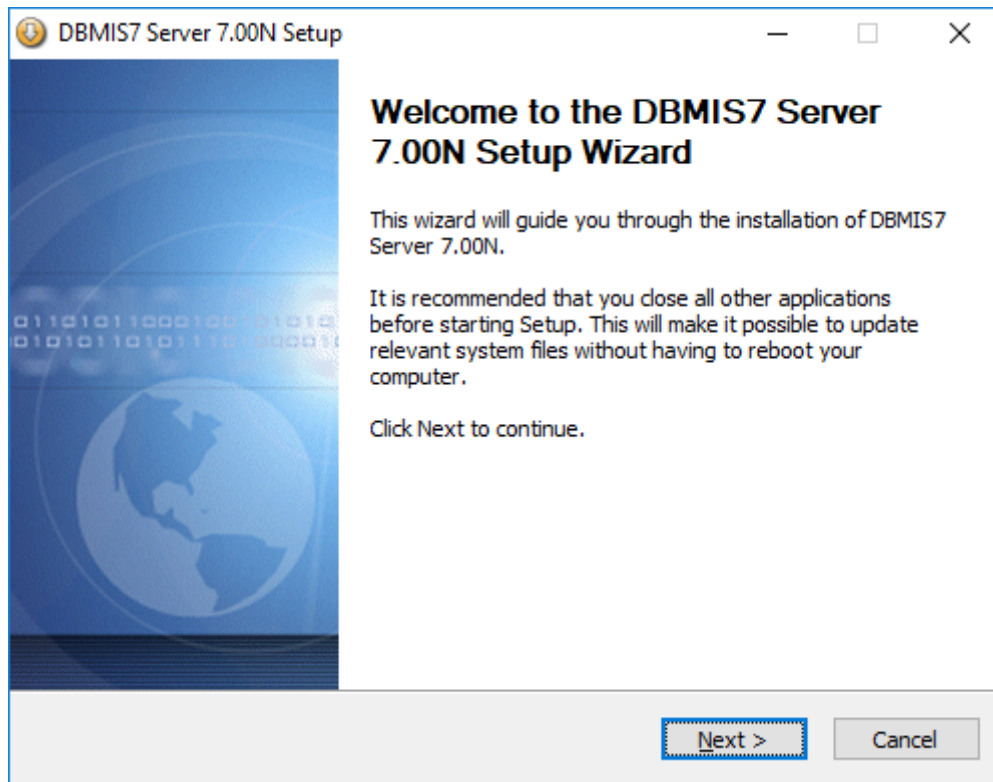 DBMIS7 Server 7.00N Setup
Welcome to the DBMIS7 Server
7.00N Setup Wizard
This wizard will guide you through the installation of DBMIS7
Server 7.00N.
It is recommended that you close all other applications
before starting Setup. This will make it possible to update
relevant system files without having to reboot your
computer.
Click Next to continue.
Next >
Cancel